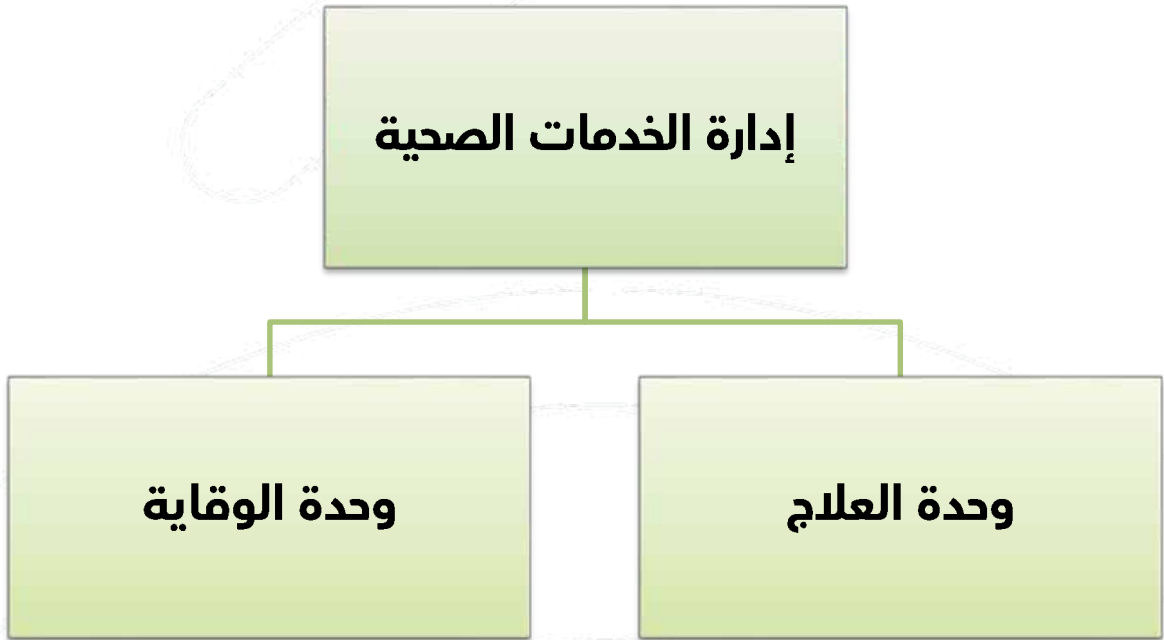 إدارة الخدمات الصحية
وحدة العلاج
وحدة الوقاية